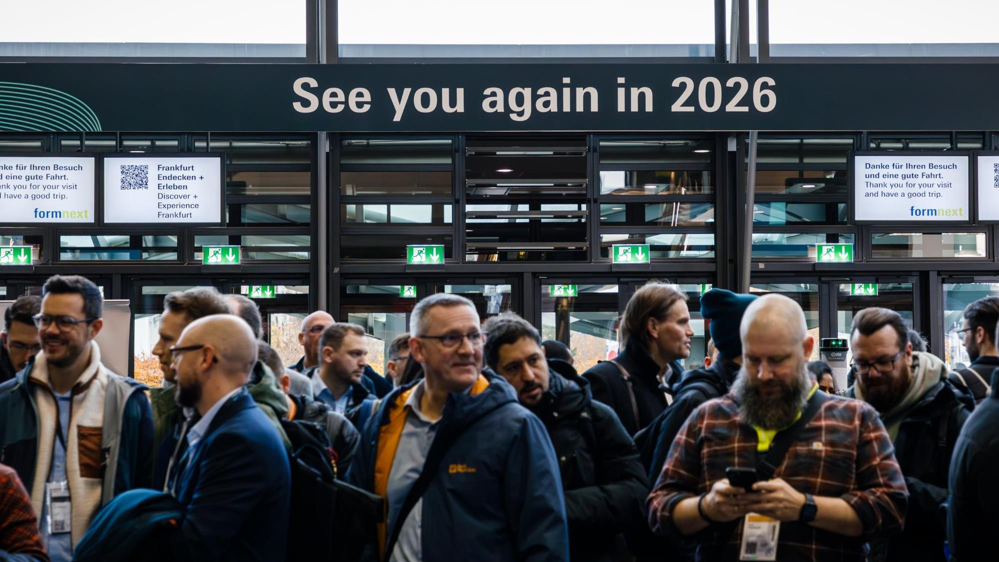 See you again in 2026
nke für Ihren Besuch
d eine gute Fahrt.
ank you for your visit
have a good trip.
formnext
Frankfurt
Endecken +
Erleben
Discover +
Experience
Frankfurt
Danke für Ihren Besuch
und eine gute Fahrt.
Thank you for your visit
and have a good trip.
formnext